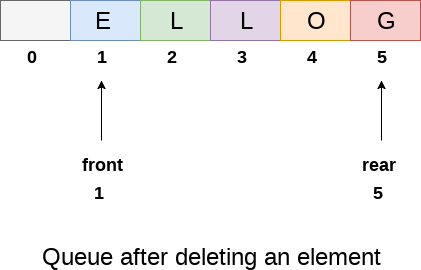 E L L O G
0 1 2 3 4 5
front rear
1 5
Queue after deleting an element